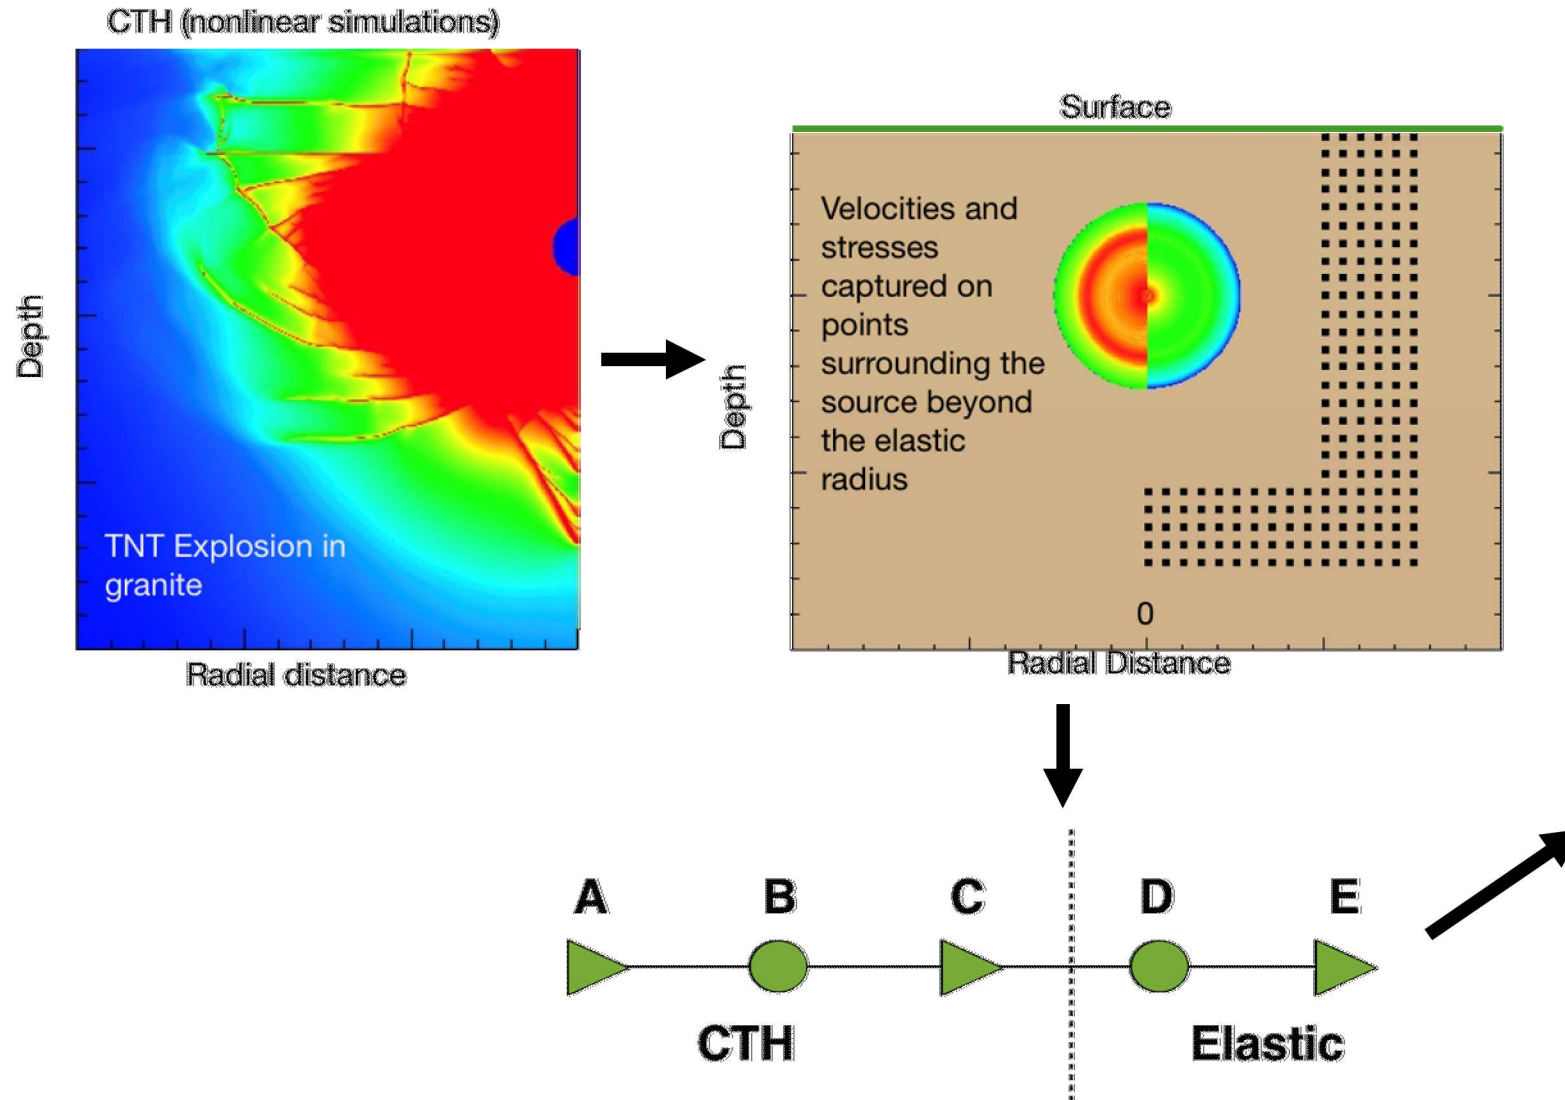 CTH (nonlinear simulations)
Depth
TNT Explosion in
granite
Radial distance
Surface
Depth
Velocities and
stresses
captured on
points
surrounding the
source beyond
the elastic
radius
0
Radial Distance
A B C D E
CTH Elastic